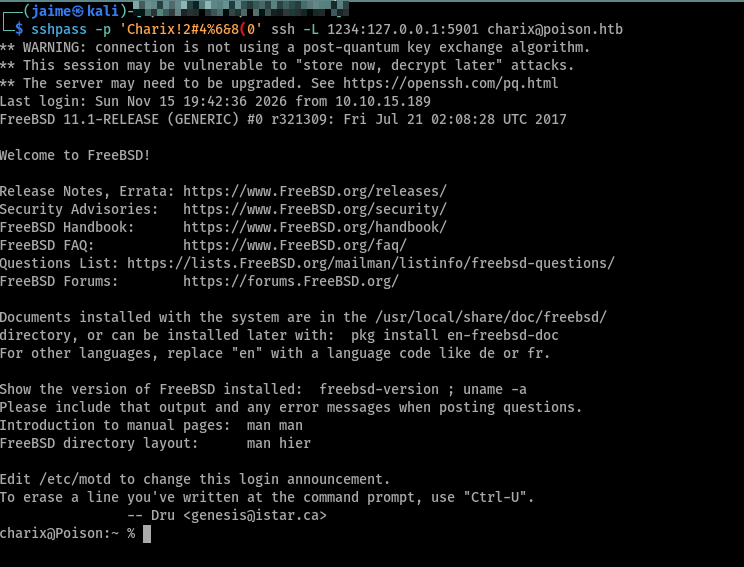 ┌──(jaime㉿kali)-
└─$ sshpass -p 'Charix!2#4%6&8(0' ssh -L 1234:127.0.0.1:5901 charix@poison.htb
** WARNING: connection is not using a post-quantum key exchange algorithm.
** This session may be vulnerable to "store now, decrypt later" attacks.
** The server may need to be upgraded. See https://openssh.com/pq.html
Last login: Sun Nov 15 19:42:36 2026 from 10.10.15.189
FreeBSD 11.1-RELEASE (GENERIC) #0 r321309: Fri Jul 21 02:08:28 UTC 2017

Welcome to FreeBSD!

Release Notes, Errata: https://www.FreeBSD.org/releases/
Security Advisories:   https://www.FreeBSD.org/security/
FreeBSD Handbook:      https://www.FreeBSD.org/handbook/
FreeBSD FAQ:           https://www.FreeBSD.org/faq/
Questions List: https://lists.FreeBSD.org/mailman/listinfo/freebsd-questions/
FreeBSD Forums:        https://forums.FreeBSD.org/

Documents installed with the system are in the /usr/local/share/doc/freebsd/
directory, or can be installed later with:  pkg install en-freebsd-doc
For other languages, replace "en" with a language code like de or fr.

Show the version of FreeBSD installed:  freebsd-version ; uname -a
Please include that output and any error messages when posting questions.
Introduction to manual pages:  man man
FreeBSD directory layout:      man hier

Edit /etc/motd to change this login announcement.
To erase a line you've written at the command prompt, use "Ctrl-U".
                -- Dru <genesis@istar.ca>
charix@Poison:~ %